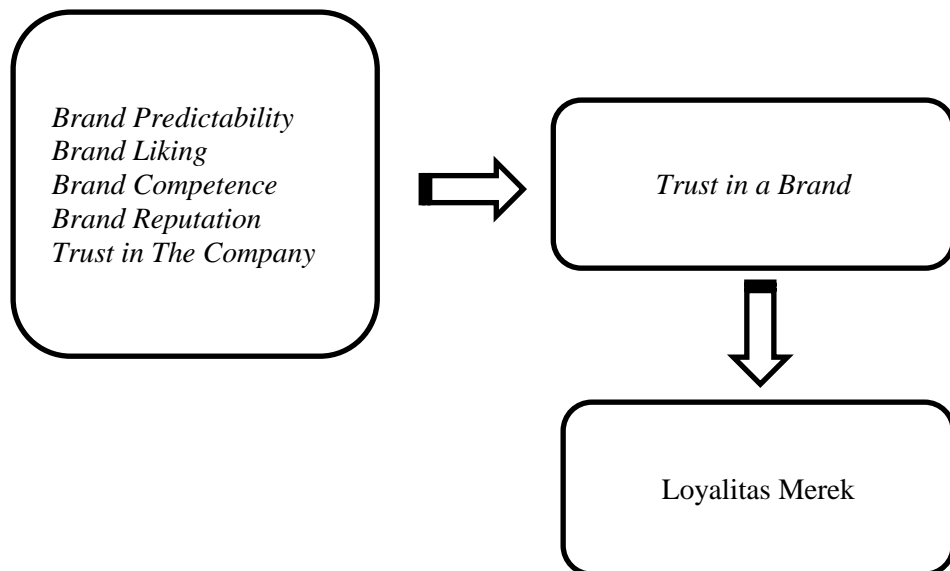 Brand Predictability
Brand Liking
Brand Competence
Brand Reputation
Trust in The Company
Trust in a Brand
Loyalitas Merek